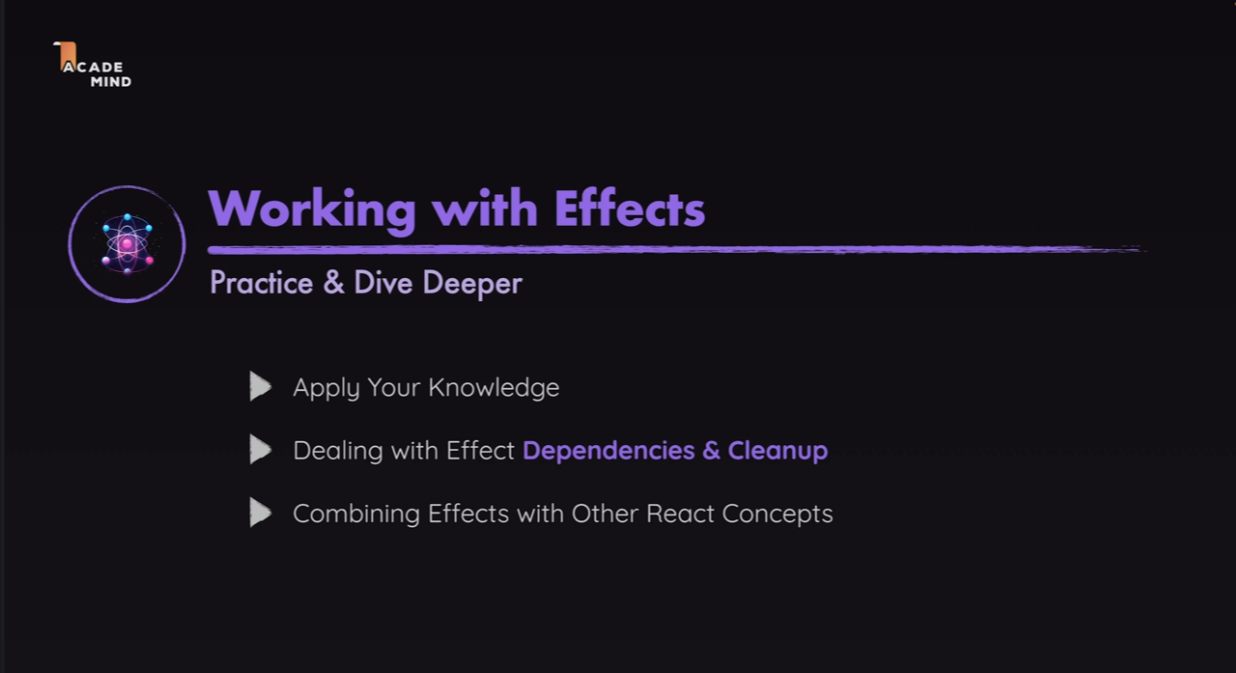 ACADE
MIND
Working with Effects
Practice & Dive Deeper
Apply Your Knowledge
Dealing with Effect Dependencies & Cleanup
Combining Effects with Other React Concepts